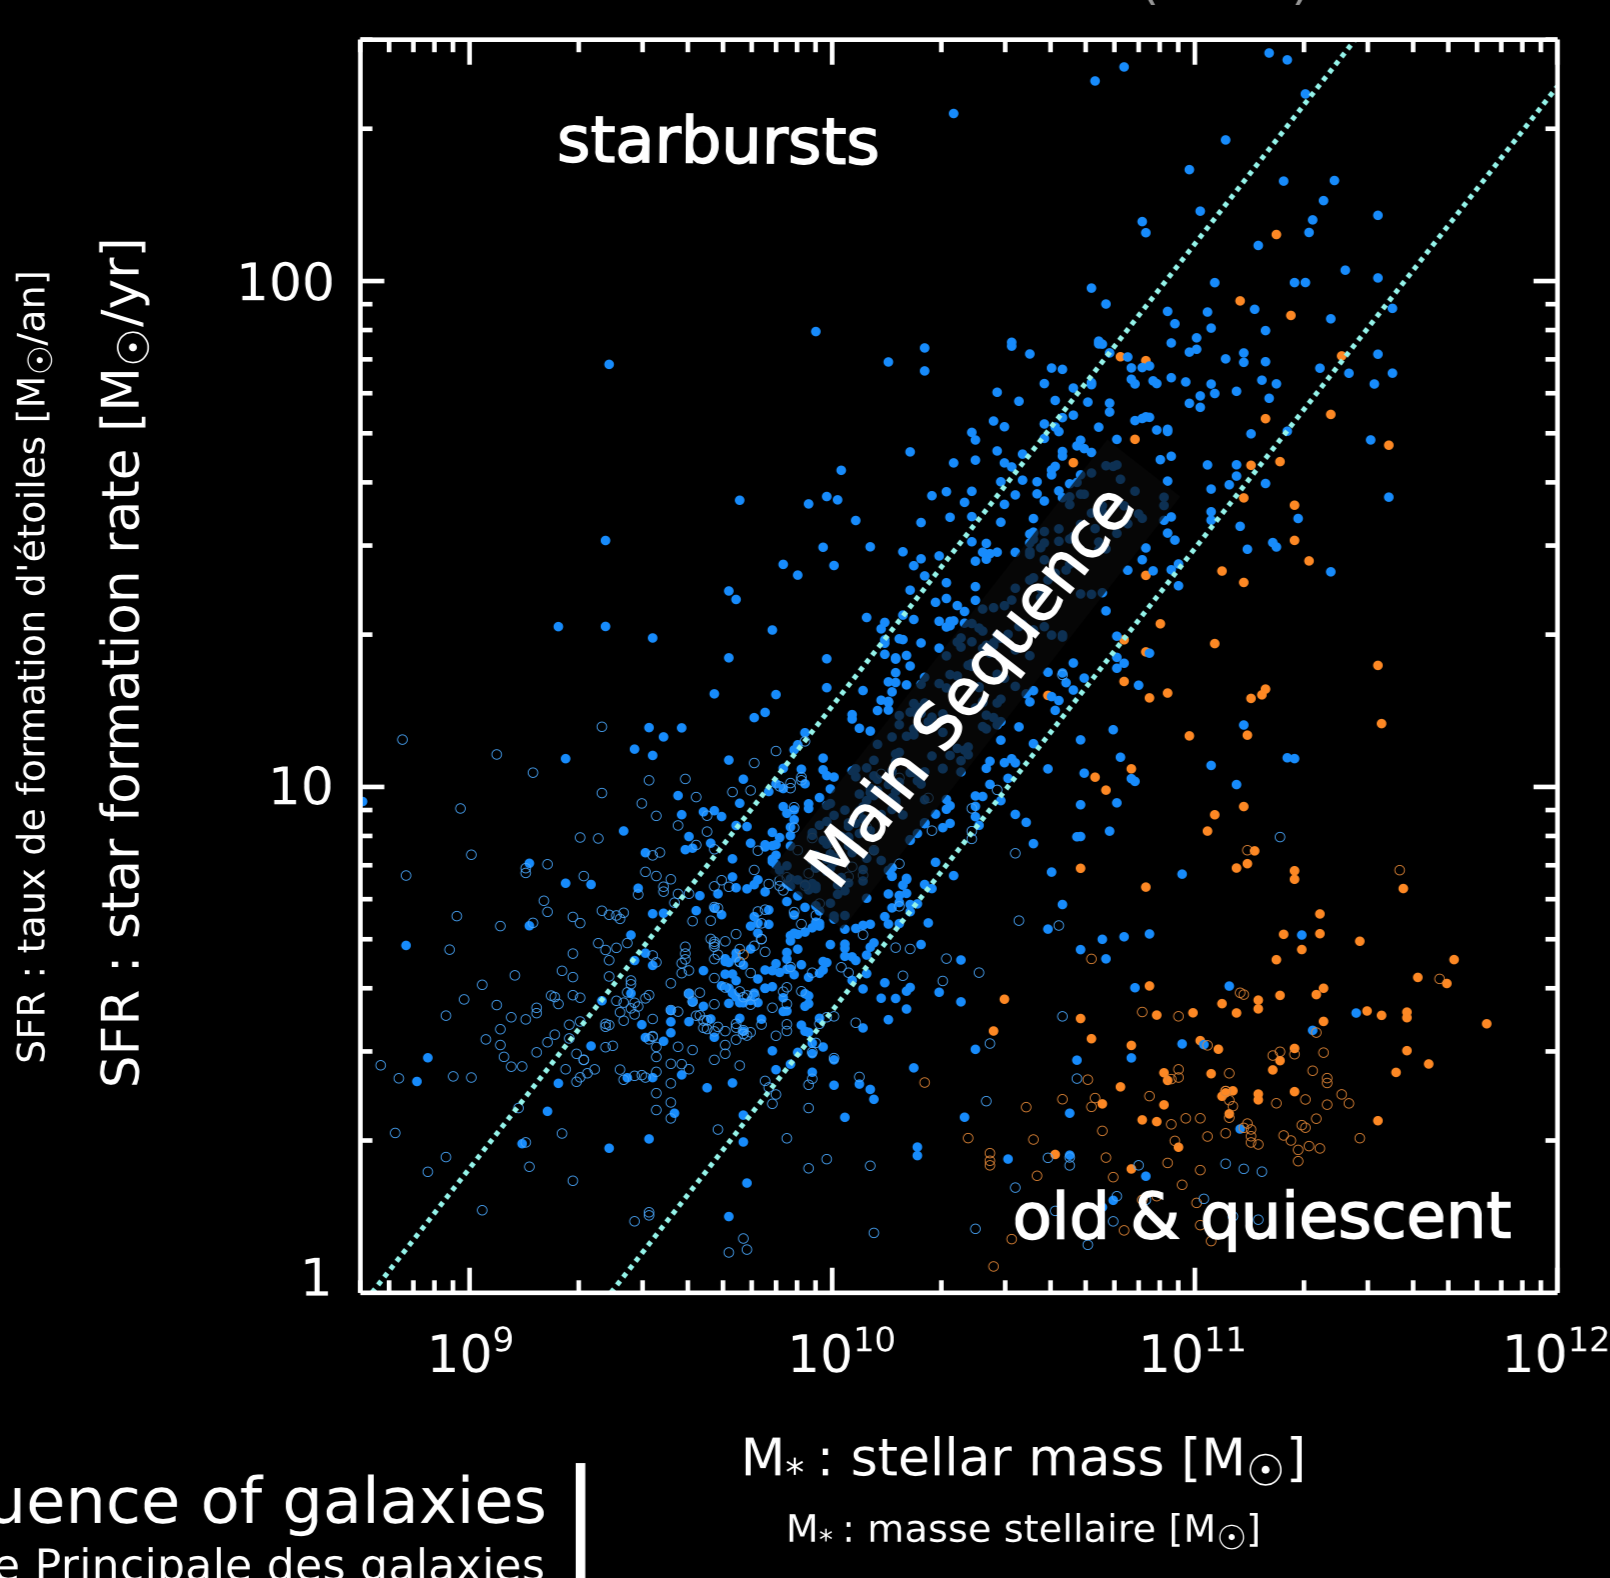 starbursts
Main Sequence
old & quiescent
SFR : taux de formation d'étoiles [M☉/an]
SFR : star formation rate [M☉/yr]
100
10
1
10⁹ 10¹⁰ 10¹¹ 10¹²
M* : stellar mass [M☉]
M* : masse stellaire [M☉]
uence of galaxies
e Principale des galaxies